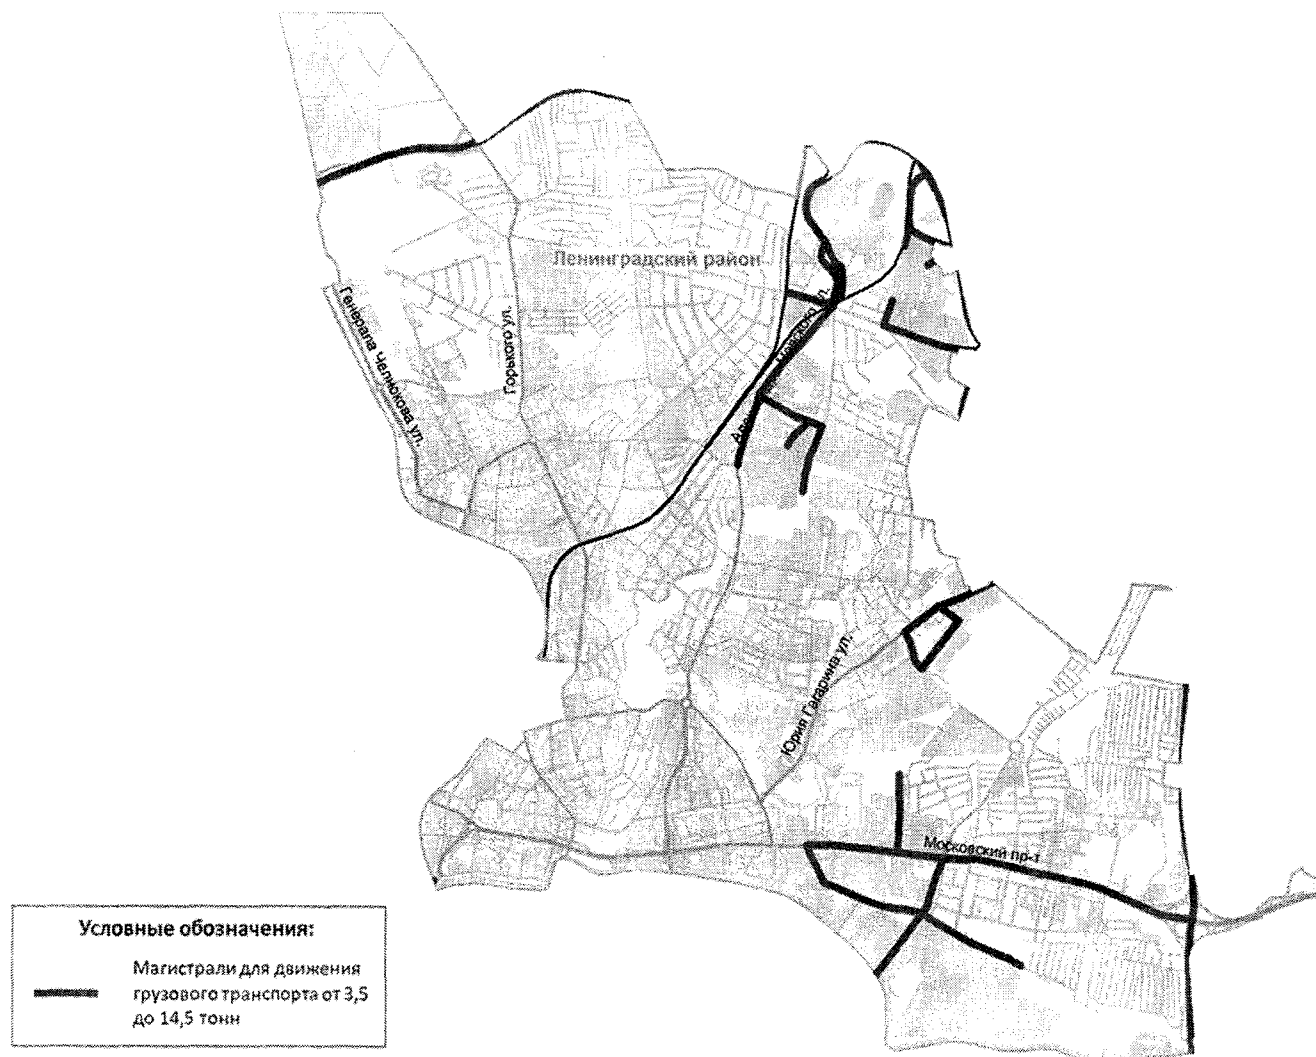 Ленинградский район
Генерала Челнокова ул.
Горького ул.
Юрия Гагарина ул.
Московский пр-т
Условные обозначения:
Магистрали для движения
грузового транспорта от 3,5
до 14,5 тонн